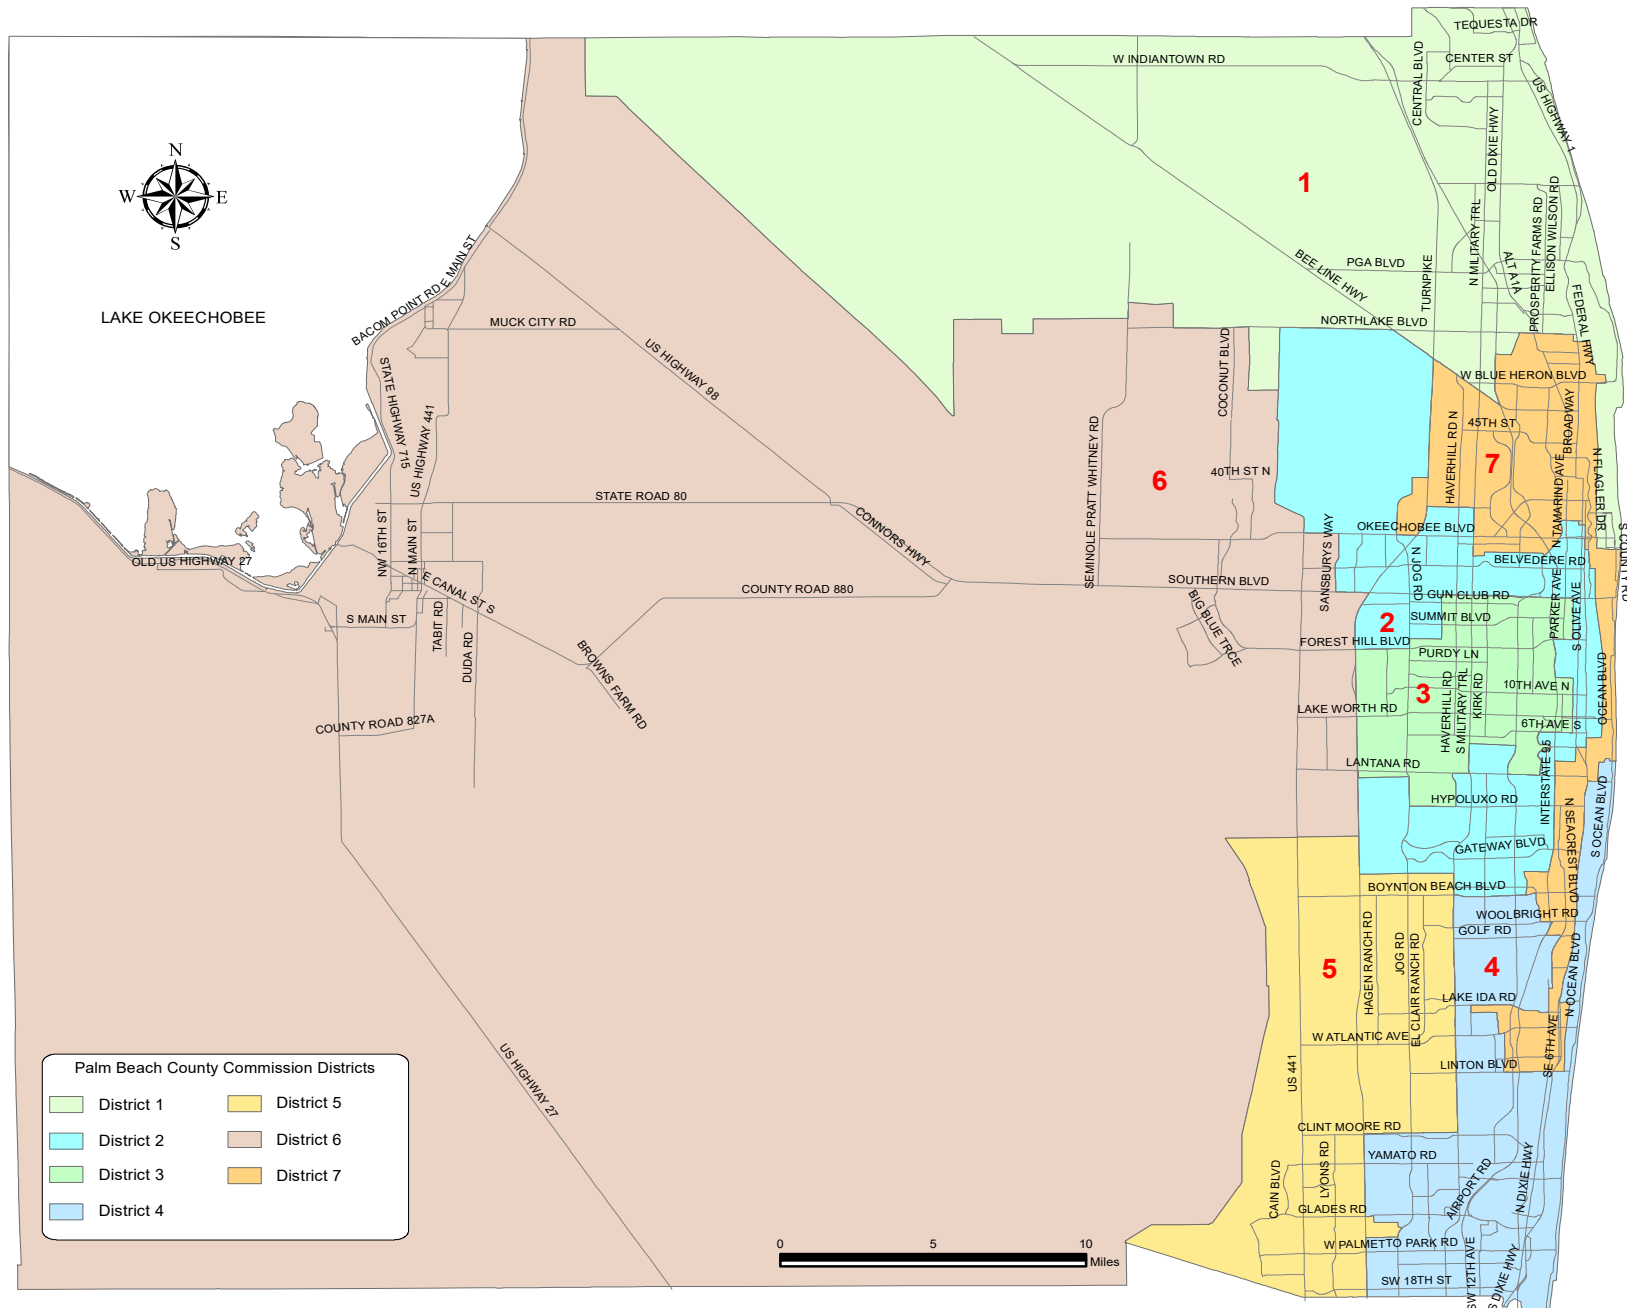 TEQUESTA DR
W INDIANTOWN RD
CENTER ST
CENTRAL BLVD
US HIGHWAY 1
OLD DIXIE HWY
N
W
E
S
1
N MILITARY TRL
PROSPERITY FARMS RD
ELLISON WILSON RD
E MAIN ST
BACOM POINT RD
BEE LINE HWY
PGA BLVD
TURNPIKE
ALT A1A
FEDERAL HWY
LAKE OKEECHOBEE
MUCK CITY RD
NORTHLAKE BLVD
US HIGHWAY 98
COCONUT BLVD
W BLUE HERON BLVD
STATE HIGHWAY 715
US HIGHWAY 441
SEMINOLE PRATT WHITNEY RD
HAVERHILL RD N
45TH ST
BROADWAY
7
6
40TH ST N
N TAMARIND AVE
N FLAGLER DR
STATE ROAD 80
CONNORS HWY
SANSBURYS WAY
OKEECHOBEE BLVD
S COUNTY RD
NW 16TH ST
N MAIN ST
OLD US HIGHWAY 27
N JOG RD
BELVEDERE RD
E CANAL ST S
COUNTY ROAD 880
SOUTHERN BLVD
GUN CLUB RD
PARKER AVE
S OLIVE AVE
S MAIN ST
TABIT RD
DUDA RD
BIG BLUE TRCE
2
SUMMIT BLVD
FOREST HILL BLVD
PURDY LN
BROWNS FARM RD
3
HAVERHILL RD
S MILITARY TRL
KIRK RD
10TH AVE N
OCEAN BLVD
LAKE WORTH RD
6TH AVE S
COUNTY ROAD 827A
LANTANA RD
INTERSTATE 95
HYPOLUXO RD
N SEACREST BLVD
S OCEAN BLVD
GATEWAY BLVD
BOYNTON BEACH BLVD
WOOLBRIGHT RD
GOLF RD
HAGEN RANCH RD
JOG RD
EL CLAIR RANCH RD
5
4
N OCEAN BLVD
LAKE IDA RD
W ATLANTIC AVE
SE 6TH AVE
LINTON BLVD
US 441
US HIGHWAY 27
CLINT MOORE RD
YAMATO RD
LYONS RD
CAIN BLVD
AIRPORT RD
N DIXIE HWY
GLADES RD
W PALMETTO PARK RD
SW 18TH ST
SW 12TH AVE
S DIXIE HWY
Palm Beach County Commission Districts
District 1
District 2
District 3
District 4
District 5
District 6
District 7
0
5
10
Miles